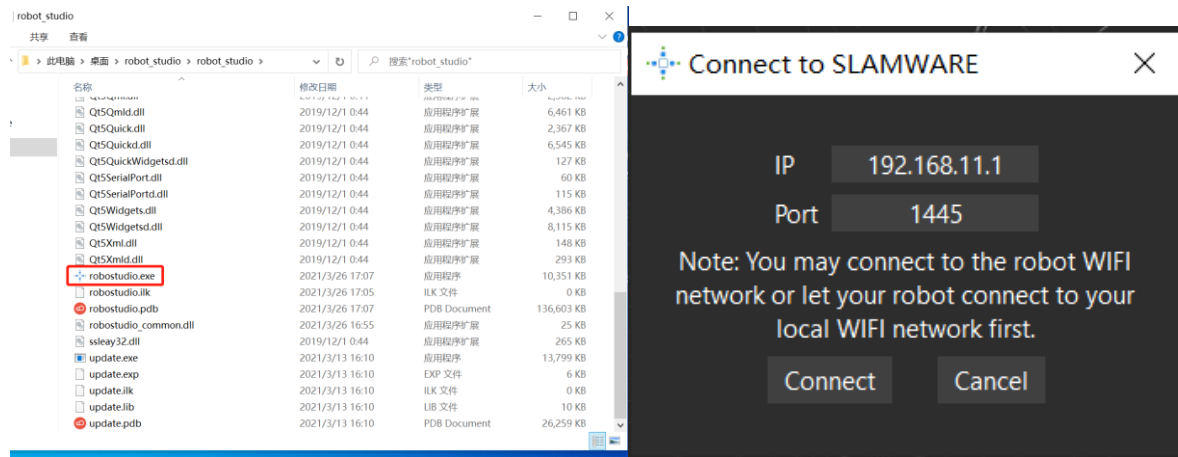 robot_studio
共享 查看
此电脑 › 桌面 › robot_studio › robot_studio ›
搜索"robot_studio"
名称 修改日期 类型 大小
Qt5Qmld.dll 2019/12/1 0:44 应用程序扩展 6,461 KB
Qt5Quick.dll 2019/12/1 0:44 应用程序扩展 2,367 KB
Qt5Quickd.dll 2019/12/1 0:44 应用程序扩展 6,545 KB
Qt5QuickWidgetsd.dll 2019/12/1 0:44 应用程序扩展 127 KB
Qt5SerialPort.dll 2019/12/1 0:44 应用程序扩展 60 KB
Qt5SerialPortd.dll 2019/12/1 0:44 应用程序扩展 115 KB
Qt5Widgets.dll 2019/12/1 0:44 应用程序扩展 4,386 KB
Qt5Widgetsd.dll 2019/12/1 0:44 应用程序扩展 8,115 KB
Qt5Xml.dll 2019/12/1 0:44 应用程序扩展 148 KB
Qt5Xmld.dll 2019/12/1 0:44 应用程序扩展 293 KB
robostudio.exe 2021/3/26 17:07 应用程序 10,351 KB
robostudio.ilk 2021/3/26 17:05 ILK 文件 0 KB
robostudio.pdb 2021/3/26 17:07 PDB Document 136,603 KB
robostudio_common.dll 2021/3/26 16:55 应用程序扩展 25 KB
ssleay32.dll 2019/12/1 0:44 应用程序扩展 265 KB
update.exe 2021/3/13 16:10 应用程序 13,799 KB
update.exp 2021/3/13 16:10 EXP 文件 6 KB
update.ilk 2021/3/13 16:10 ILK 文件 0 KB
update.lib 2021/3/13 16:10 LIB 文件 10 KB
update.pdb 2021/3/13 16:10 PDB Document 26,259 KB
Connect to SLAMWARE
IP 192.168.11.1
Port 1445
Note: You may connect to the robot WIFI
network or let your robot connect to your
local WIFI network first.
Connect Cancel